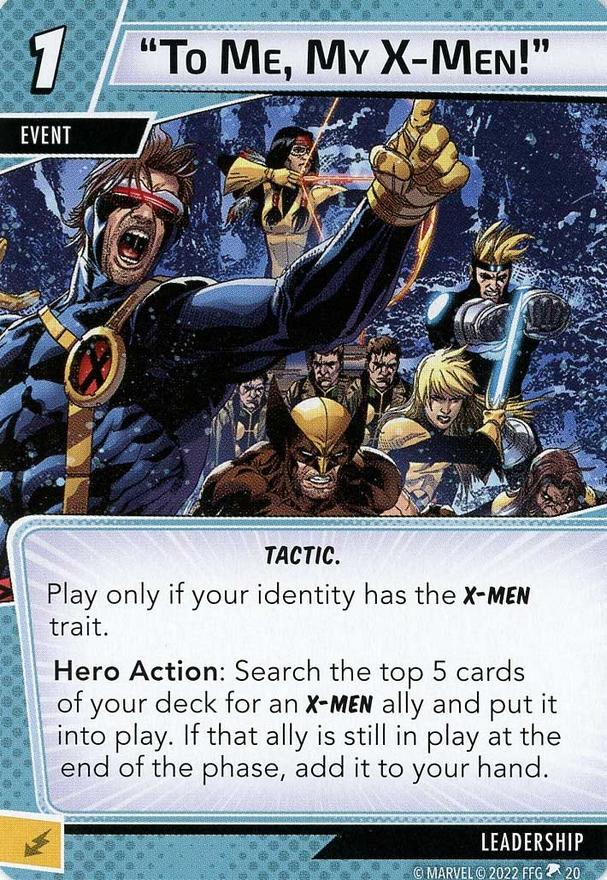 1
“To Me, My X-Men!”
EVENT
TACTIC.
Play only if your identity has the X-MEN
trait.
Hero Action: Search the top 5 cards
of your deck for an X-MEN ally and put it
into play. If that ally is still in play at the
end of the phase, add it to your hand.
LEADERSHIP
© MARVEL © 2022 FFG 20